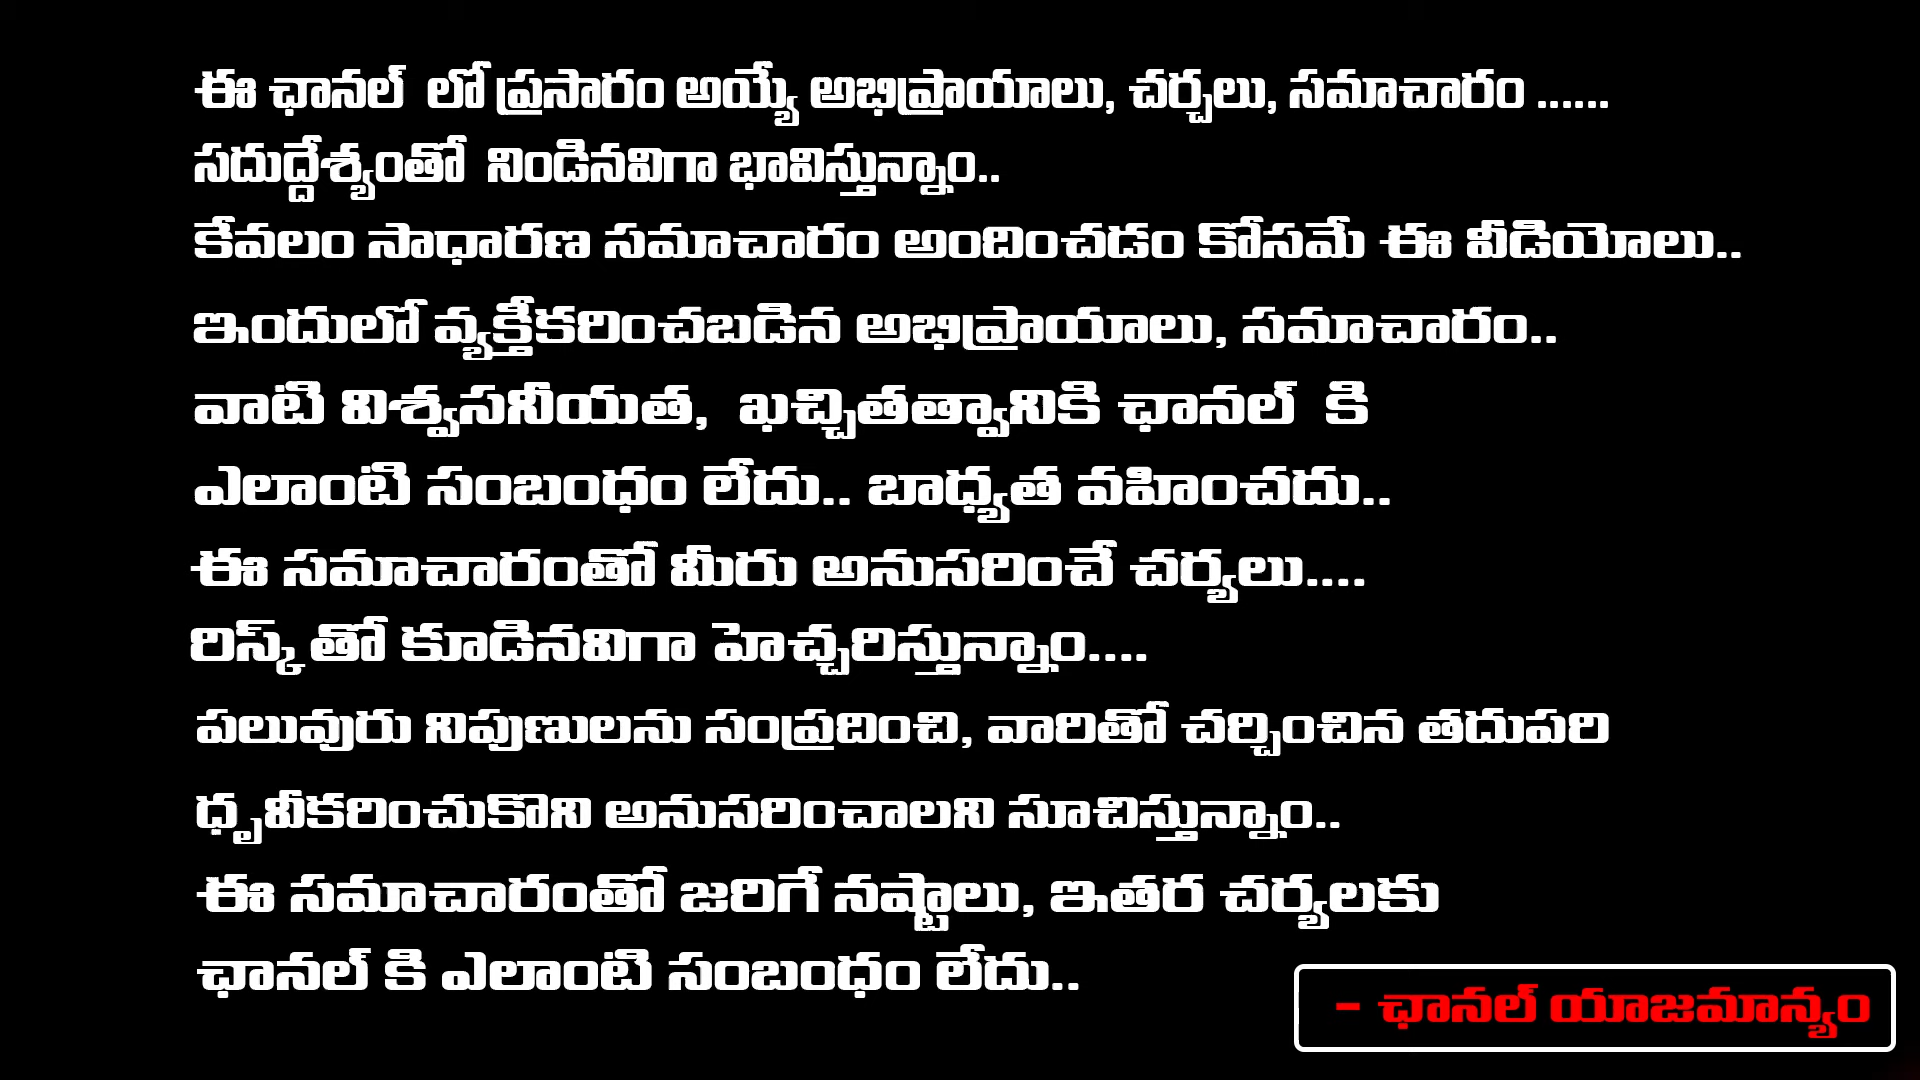 ఈ ఛానల్ లో ప్రసారం అయ్యే అభిప్రాయాలు, చర్చలు, సమాచారం ......
సదుద్దేశ్యంతో నిండినవిగా భావిస్తున్నాం..
కేవలం సాధారణ సమాచారం అందించడం కోసమే ఈ వీడియోలు..
ఇందులో వ్యక్తీకరించబడిన అభిప్రాయాలు, సమాచారం..
వాటి విశ్వసనీయత, ఖచ్చితత్వానికి ఛానల్ కి
ఎలాంటి సంబంధం లేదు.. బాధ్యత వహించదు..
ఈ సమాచారంతో మీరు అనుసరించే చర్యలు....
రిస్క్ తో కూడినవిగా హెచ్చరిస్తున్నాం....
పలువురు నిపుణులను సంప్రదించి, వారితో చర్చించిన తదుపరి
ధృవీకరించుకొని అనుసరించాలని సూచిస్తున్నాం..
ఈ సమాచారంతో జరిగే నష్టాలు, ఇతర చర్యలకు
ఛానల్ కి ఎలాంటి సంబంధం లేదు..
- ఛానల్ యాజమాన్యం